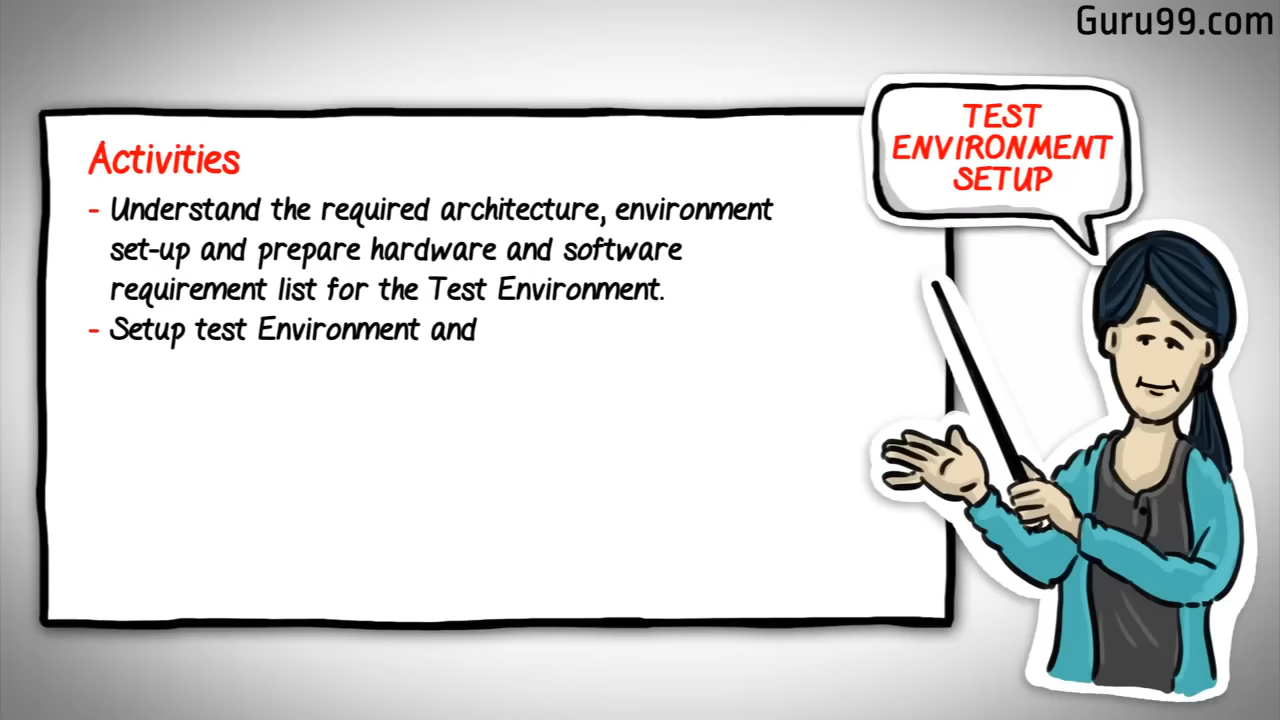 Guru99.com
TEST
ENVIRONMENT
SETUP
Activities
- Understand the required architecture, environment
set-up and prepare hardware and software
requirement list for the Test Environment.
- Setup test Environment and